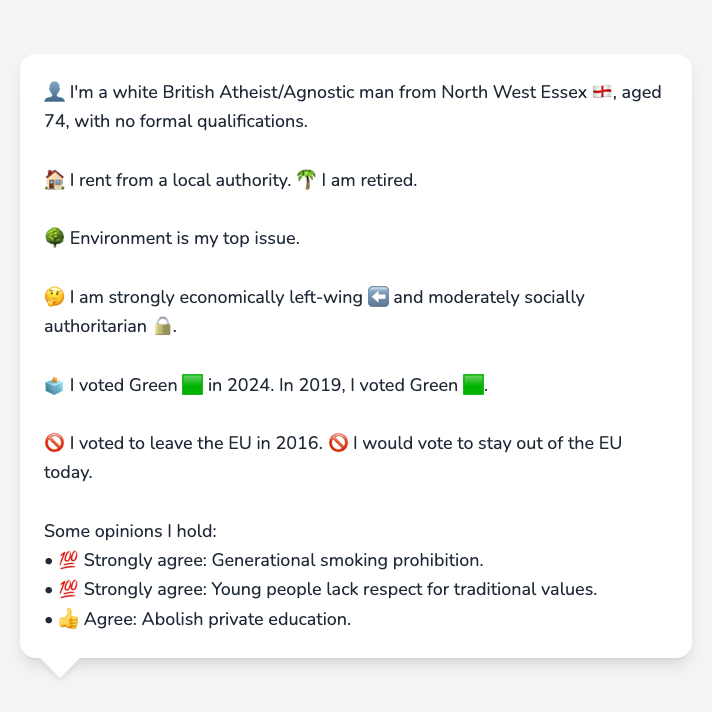 👤 I'm a white British Atheist/Agnostic man from North West Essex 🏴󠁧󠁢󠁥󠁮󠁧󠁿, aged
74, with no formal qualifications.
🏠 I rent from a local authority. 🌴 I am retired.
🌳 Environment is my top issue.
🤔 I am strongly economically left-wing ⬅️ and moderately socially
authoritarian 🔒.
🗳️ I voted Green 🟩 in 2024. In 2019, I voted Green 🟩.
🚫 I voted to leave the EU in 2016. 🚫 I would vote to stay out of the EU
today.
Some opinions I hold:
• 💯 Strongly agree: Generational smoking prohibition.
• 💯 Strongly agree: Young people lack respect for traditional values.
• 👍 Agree: Abolish private education.